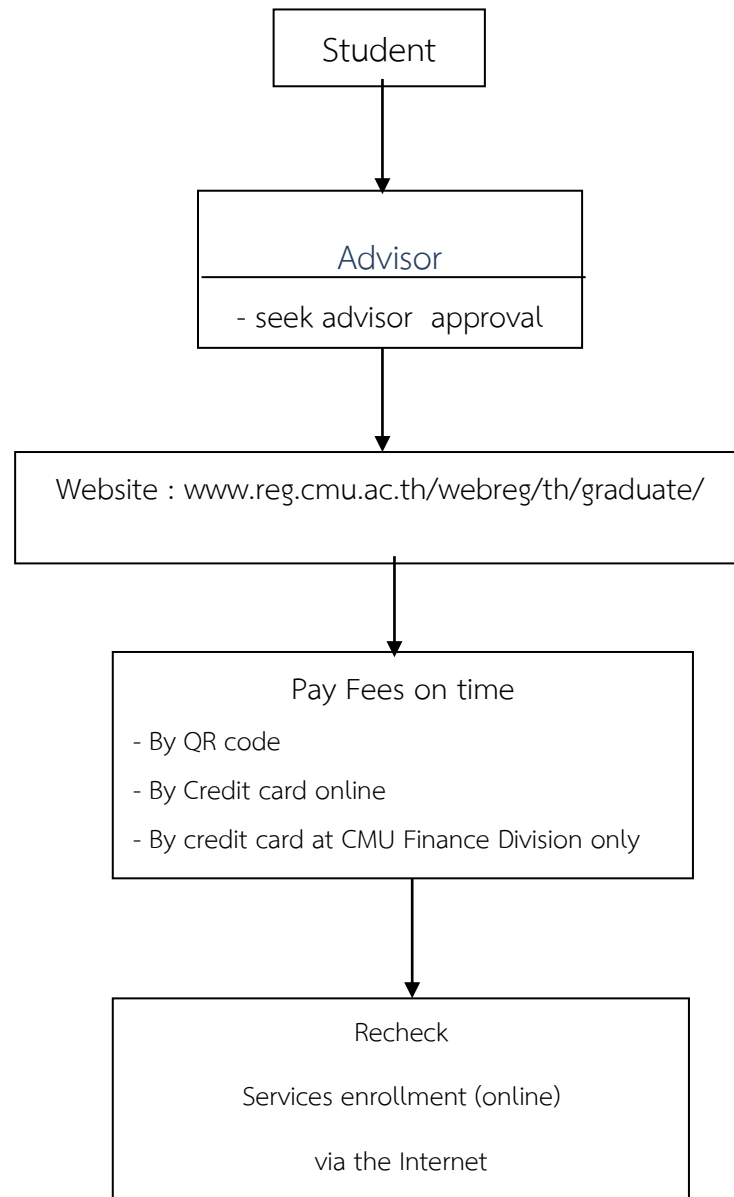 Student
Advisor
- seek advisor approval
Website : www.reg.cmu.ac.th/webreg/th/graduate/
Pay Fees on time
- By QR code
- By Credit card online
- By credit card at CMU Finance Division only
Recheck
Services enrollment (online)
via the Internet